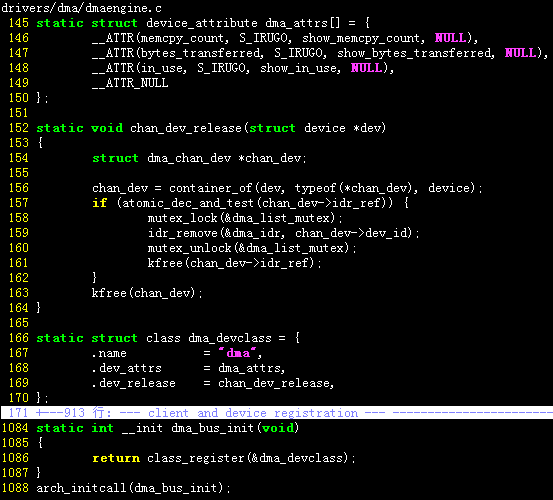 drivers/dma/dmaengine.c
145 static struct device_attribute dma_attrs[] = {
146         __ATTR(memcpy_count, S_IRUGO, show_memcpy_count, NULL),
147         __ATTR(bytes_transferred, S_IRUGO, show_bytes_transferred, NULL),
148         __ATTR(in_use, S_IRUGO, show_in_use, NULL),
149         __ATTR_NULL
150 };
151
152 static void chan_dev_release(struct device *dev)
153 {
154         struct dma_chan_dev *chan_dev;
155
156         chan_dev = container_of(dev, typeof(*chan_dev), device);
157         if (atomic_dec_and_test(chan_dev->idr_ref)) {
158                 mutex_lock(&dma_list_mutex);
159                 idr_remove(&dma_idr, chan_dev->dev_id);
160                 mutex_unlock(&dma_list_mutex);
161                 kfree(chan_dev->idr_ref);
162         }
163         kfree(chan_dev);
164 }
165
166 static struct class dma_devclass = {
167         .name           = "dma",
168         .dev_attrs      = dma_attrs,
169         .dev_release    = chan_dev_release,
170 };
171 +---913 行: --- client and device registration --- -----------------------
1084 static int __init dma_bus_init(void)
1085 {
1086         return class_register(&dma_devclass);
1087 }
1088 arch_initcall(dma_bus_init);